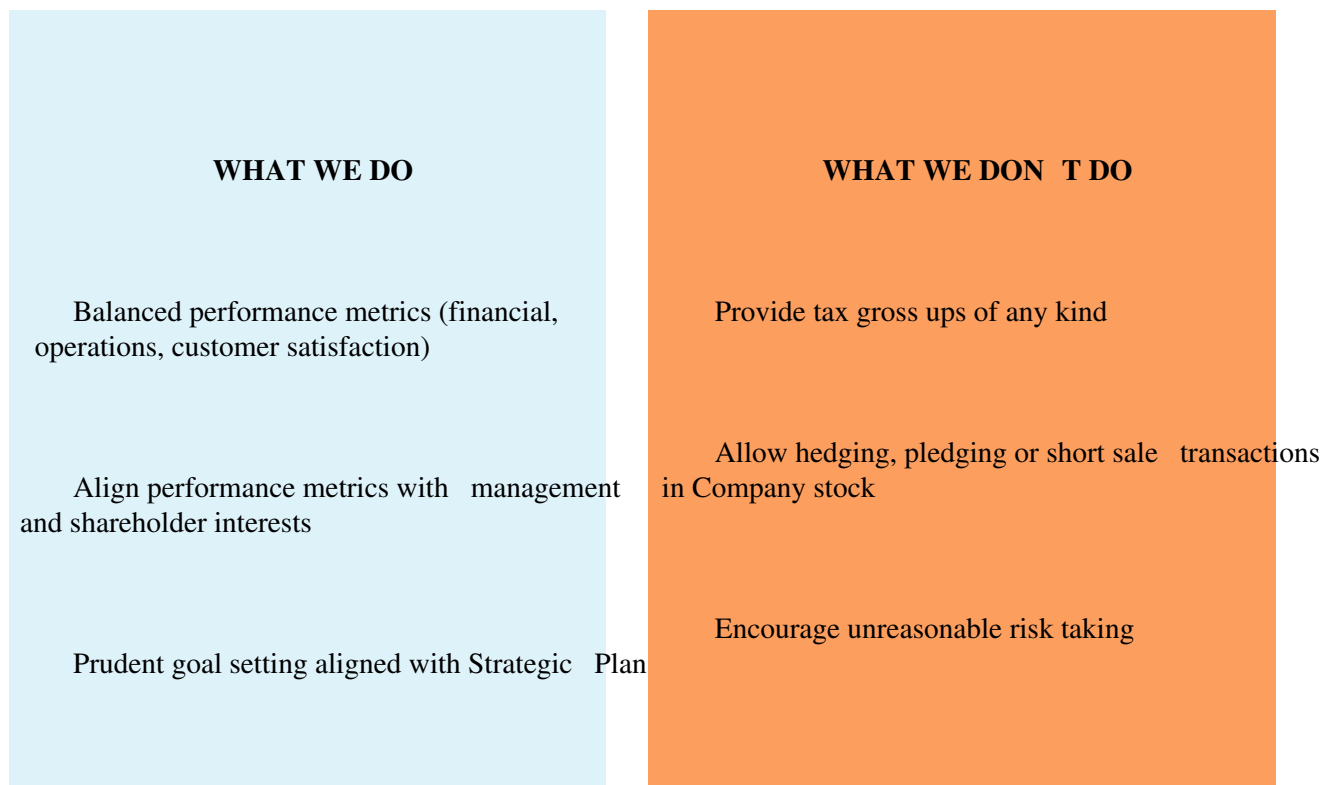 WHAT WE DO
Balanced performance metrics (financial,
operations, customer satisfaction)
Align performance metrics with management
and shareholder interests
Prudent goal setting aligned with Strategic Plan
WHAT WE DON T DO
Provide tax gross ups of any kind
Allow hedging, pledging or short sale transactions
in Company stock
Encourage unreasonable risk taking